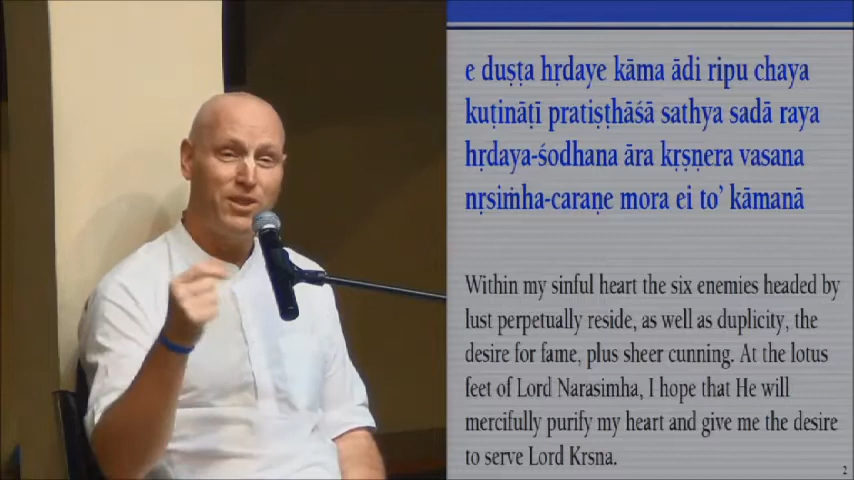 e duṣṭa hṛdaye kāma ādi ripu chaya
kuṭināṭī pratiṣṭhāśā sathya sadā raya
hṛdaya-śodhana āra kṛṣṇera vasana
nṛsiṁha-caraṇe mora ei to’ kāmanā
Within my sinful heart the six enemies headed by
lust perpetually reside, as well as duplicity, the
desire for fame, plus sheer cunning. At the lotus
feet of Lord Narasimha, I hope that He will
mercifully purify my heart and give me the desire
to serve Lord Krsna.
2